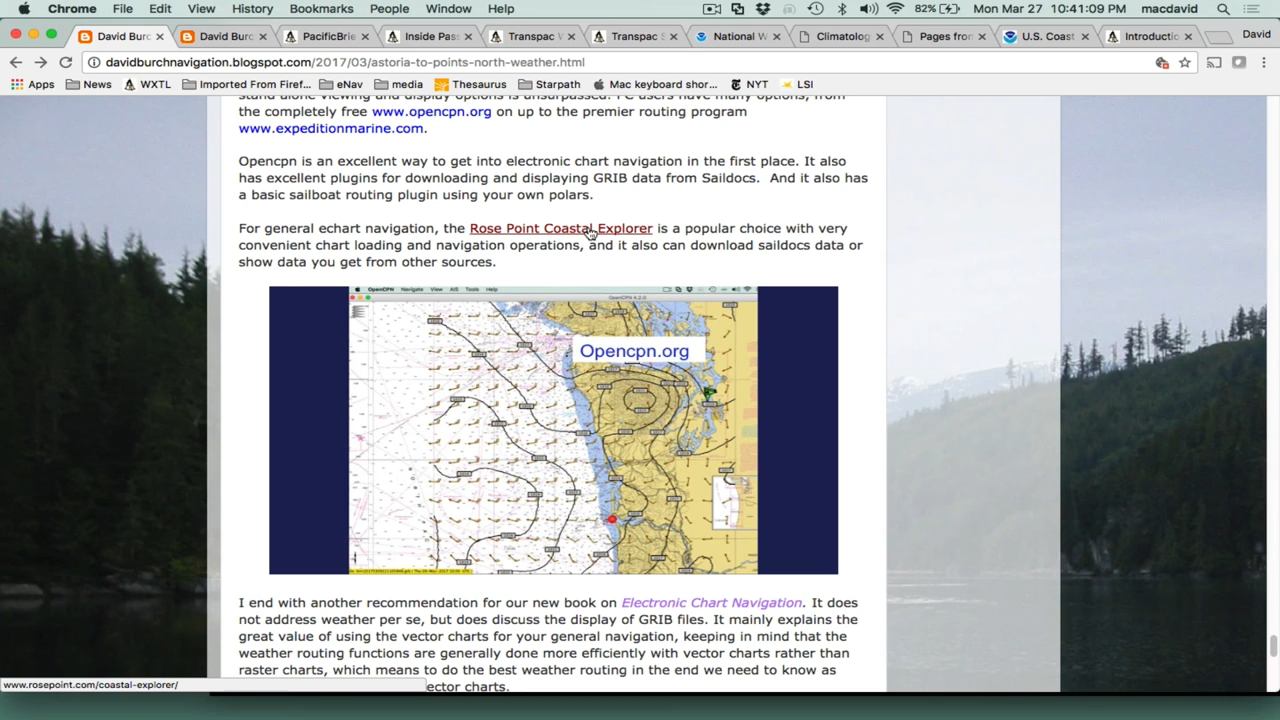 Chrome File Edit View History Bookmarks People Window Help 82% Mon Mar 27 10:41:09 PM macdavid
David Burc David Burc PacificBrie Inside Pas Transpac W Transpac S National W Climatolog Pages fron U.S. Coast Introductio David
davidburchnavigation.blogspot.com/2017/03/astoria-to-points-north-weather.html
Apps News WXTL Imported From Firef... eNav media Thesaurus Starpath Mac keyboard shor... NYT LSI
stand alone viewing and display options is unsurpassed. PC users have many options, from
the completely free www.opencpn.org on up to the premier routing program
www.expeditionmarine.com.
Opencpn is an excellent way to get into electronic chart navigation in the first place. It also
has excellent plugins for downloading and displaying GRIB data from Saildocs. And it also has
a basic sailboat routing plugin using your own polars.
For general echart navigation, the Rose Point Coastal Explorer is a popular choice with very
convenient chart loading and navigation operations, and it also can download saildocs data or
show data you get from other sources.
OpenCPN Navigate View AIS Tools Help
OpenCPN 4.2.0
Opencpn.org
I end with another recommendation for our new book on Electronic Chart Navigation. It does
not address weather per se, but does discuss the display of GRIB files. It mainly explains the
great value of using the vector charts for your general navigation, keeping in mind that the
weather routing functions are generally done more efficiently with vector charts rather than
raster charts, which means to do the best weather routing in the end we need to know as
ector charts.
www.rosepoint.com/coastal-explorer/